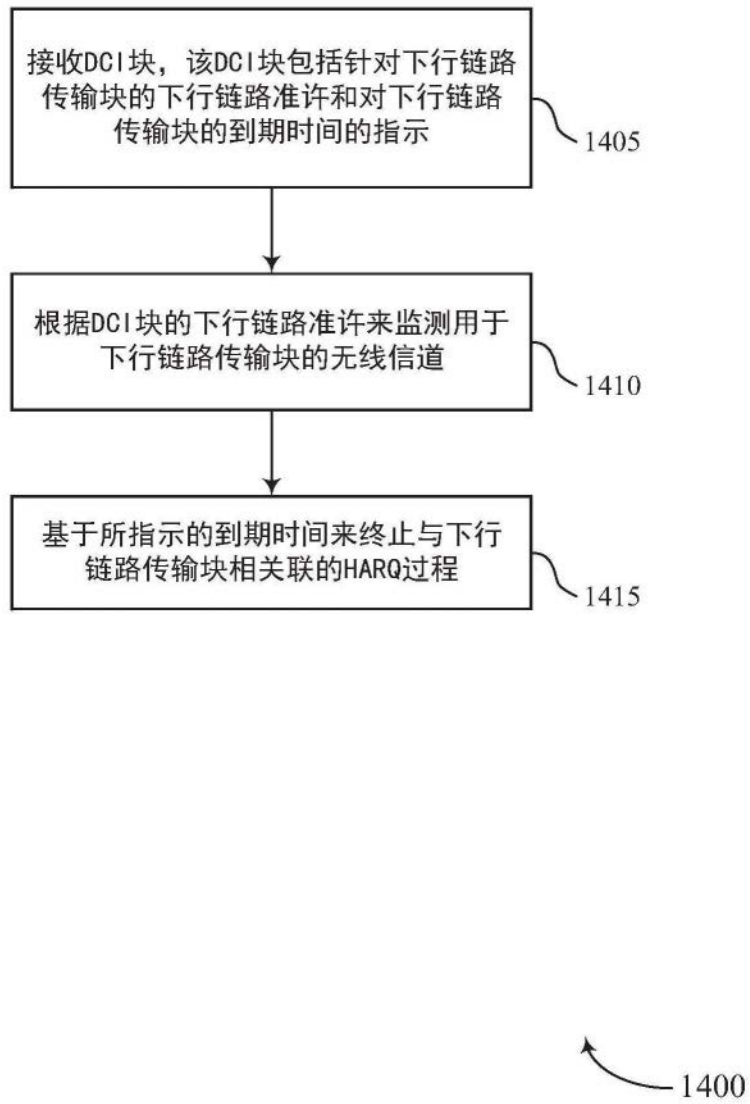 接收DCI块，该DCI块包括针对下行链路
传输块的下行链路准许和对下行链路
传输块的到期时间的指示
1405
根据DCI块的下行链路准许来监测用于
下行链路传输块的无线信道
1410
基于所指示的到期时间来终止与下行
链路传输块相关联的HARQ过程
1415
1400